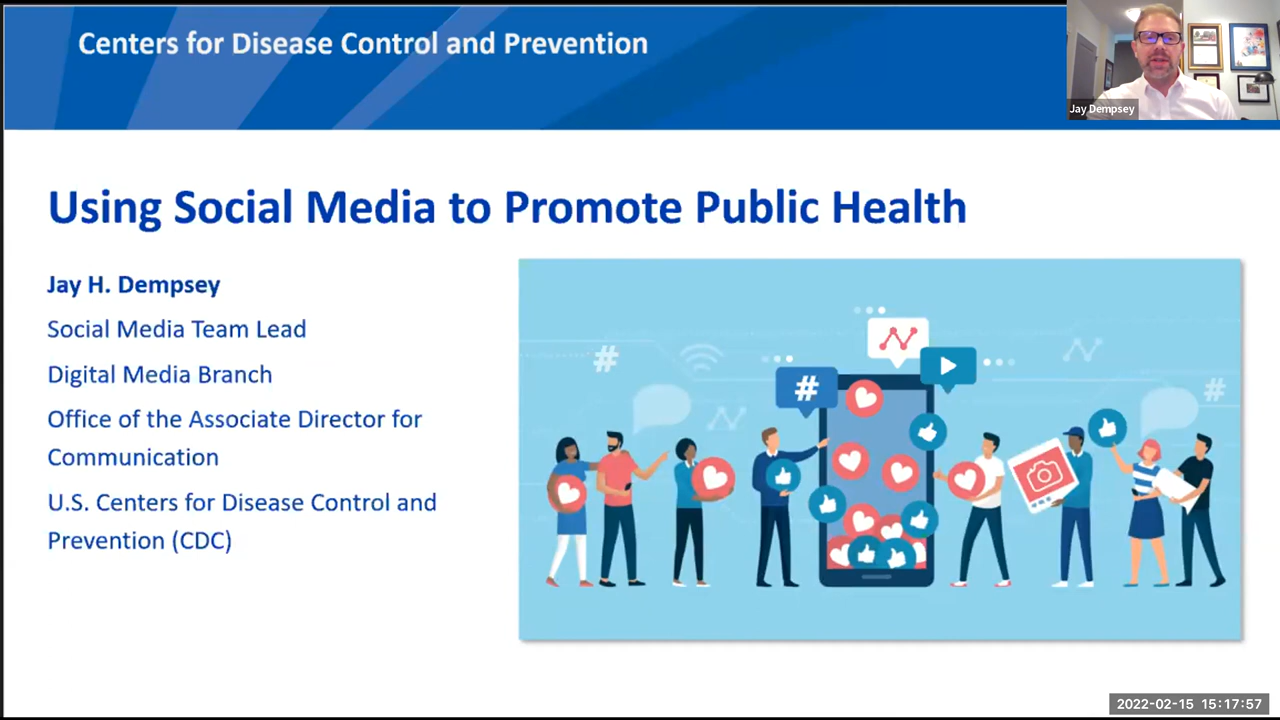 Centers for Disease Control and Prevention
Jay Dempsey
Using Social Media to Promote Public Health
Jay H. Dempsey
Social Media Team Lead
Digital Media Branch
Office of the Associate Director for
Communication
U.S. Centers for Disease Control and
Prevention (CDC)
#
#
#
2022-02-15 15:17:57